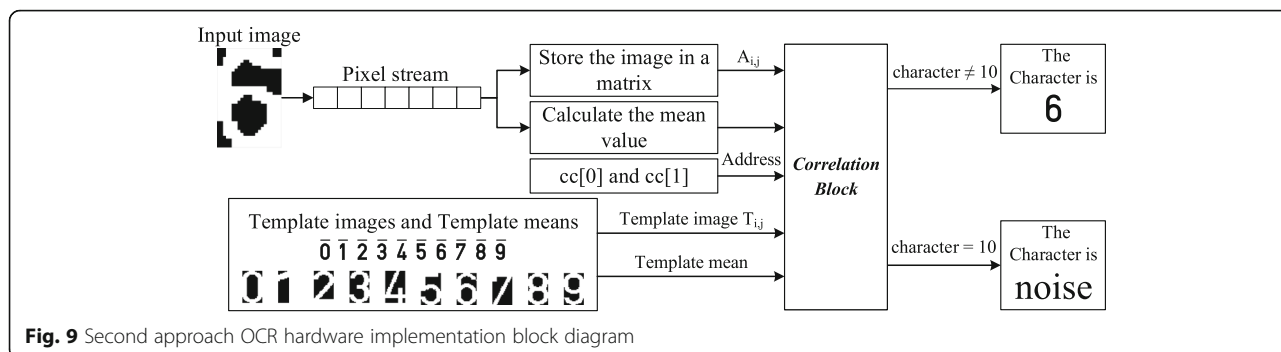 Input image
Pixel stream
Store the image in a
matrix
Calculate the mean
value
cc[0] and cc[1]
A_{i,j}
Address
Template images and Template means
0̅ 1̅ 2̅ 3̅ 4̅ 5̅ 6̅ 7̅ 8̅ 9̅
0 1 2 3 4 5 6 7 8 9
Template image T_{i,j}
Template mean
Correlation
Block
character ≠ 10
The
Character is
6
character = 10
The
Character is
noise
Fig. 9 Second approach OCR hardware implementation block diagram